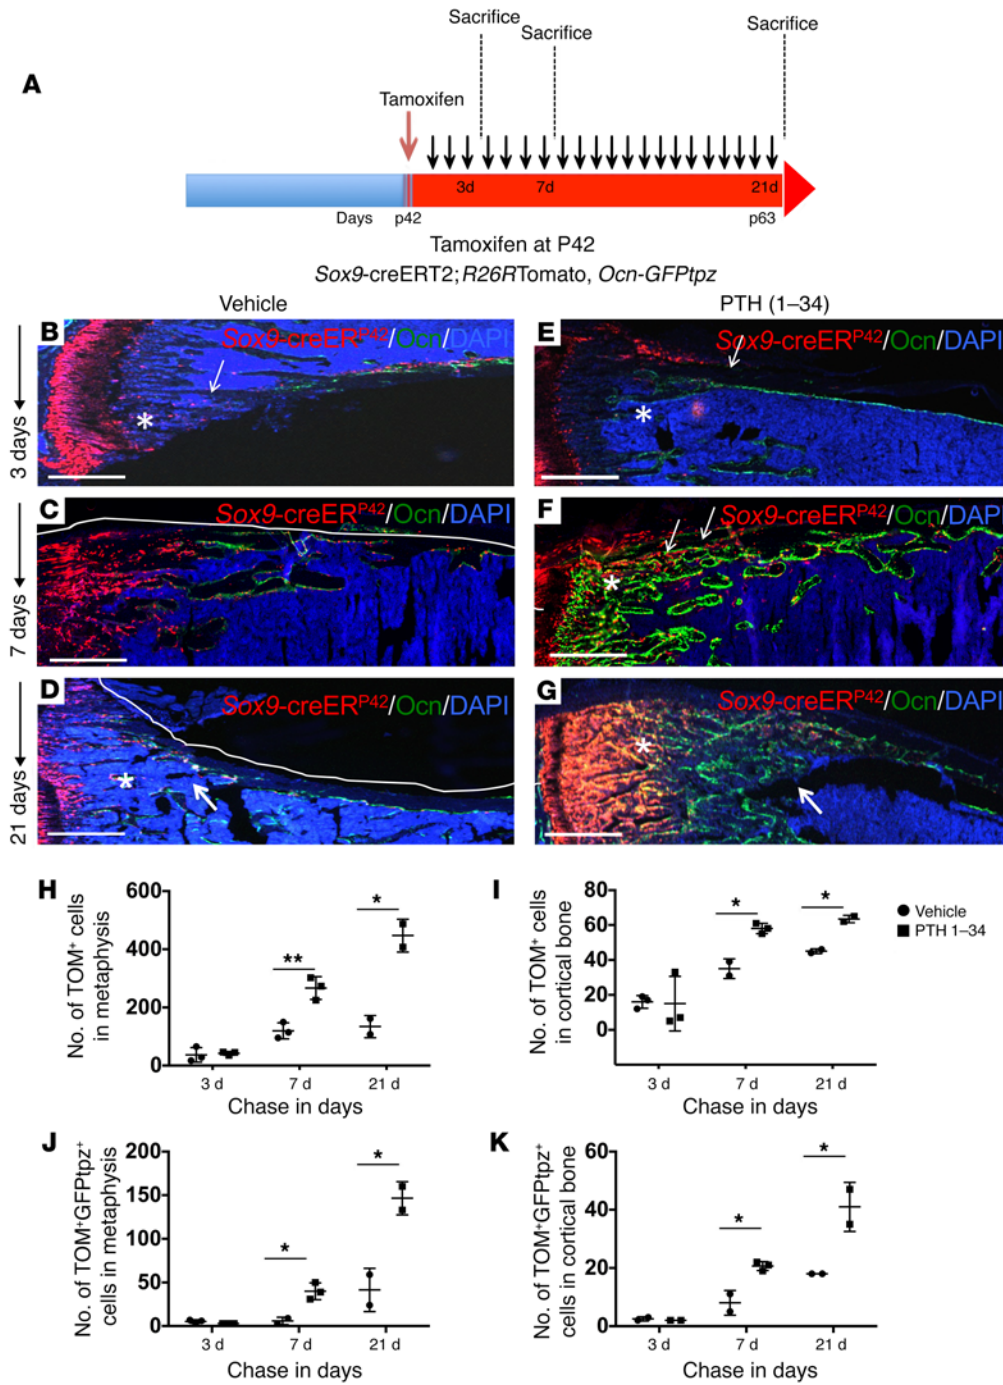 A
Sacrifice
Sacrifice
Sacrifice
Tamoxifen
3d 7d 21d
Days p42 p63
Tamoxifen at P42
Sox9-creERT2; R26RTomato, Ocn-GFPtpz
Vehicle
PTH (1–34)
3 days
B
Sox9-creERᴾ⁴²/Ocn/DAPI
E
Sox9-creERᴾ⁴²/Ocn/DAPI
*
*
7 days
C
Sox9-creERᴾ⁴²/Ocn/DAPI
F
Sox9-creERᴾ⁴²/Ocn/DAPI
*
21 days
D
Sox9-creERᴾ⁴²/Ocn/DAPI
G
Sox9-creERᴾ⁴²/Ocn/DAPI
*
*
H
No. of TOM⁺ cells
in metaphysis
600
400
200
0
**
*
3 d 7 d 21 d
Chase in days
I
No. of TOM⁺ cells
in cortical bone
80
60
40
20
0
*
*
3 d 7 d 21 d
Chase in days
Vehicle
PTH 1–34
J
No. of TOM⁺GFPtpz⁺
cells in metaphysis
200
150
100
50
0
*
*
3 d 7 d 21 d
Chase in days
K
No. of TOM⁺GFPtpz⁺
cells in cortical bone
60
40
20
0
*
*
3 d 7 d 21 d
Chase in days